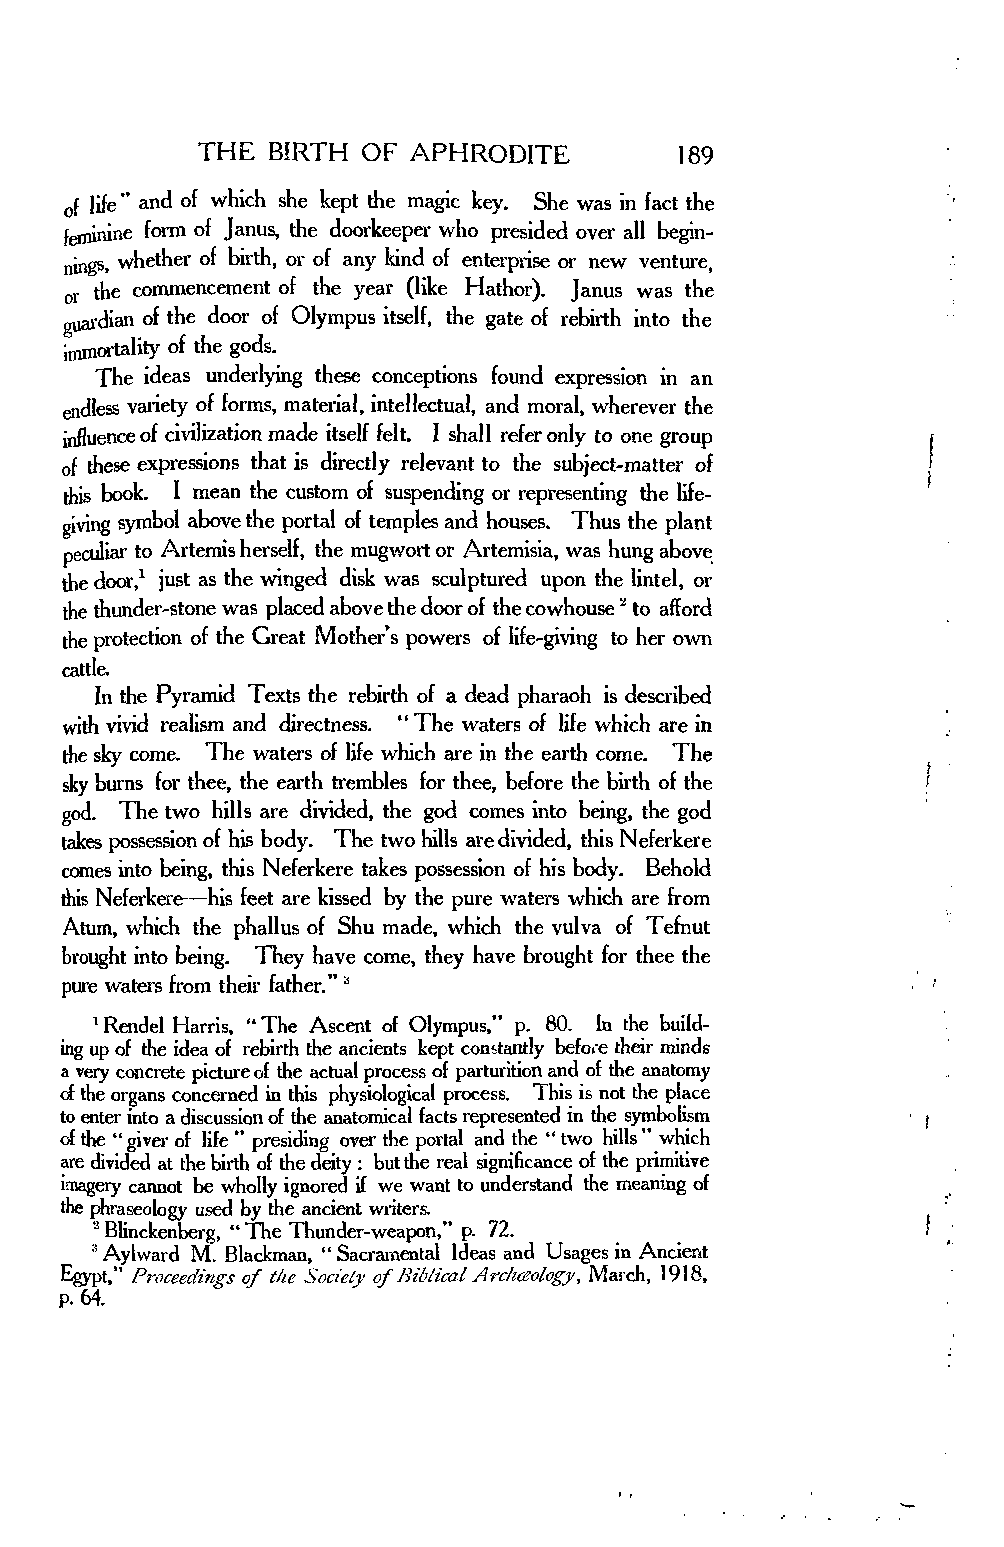 THE BIRTH OF APHRODITE 189
of life" and of which she kept the magic key. She was in fact the
feminine form of Janus, the doorkeeper who presided over all begin-
nings, whether of birth, or of any kind of enterprise or new venture,
or the commencement of the year (like Hathor). Janus was the
guardian of the door of Olympus itself, the gate of rebirth into the
immortality of the gods.
The ideas underlying these conceptions found expression in an
endless variety of forms, material, intellectual, and moral, wherever the
influence of civilization made itself felt. I shall refer only to one group
of these expressions that is directly relevant to the subject-matter of
this book. I mean the custom of suspending or representing the life-
giving symbol above the portal of temples and houses. Thus the plant
peculiar to Artemis herself, the mugwort or Artemisia, was hung above
the door,¹ just as the winged disk was sculptured upon the lintel, or
the thunder-stone was placed above the door of the cowhouse ² to afford
the protection of the Great Mother's powers of life-giving to her own
cattle.
In the Pyramid Texts the rebirth of a dead pharaoh is described
with vivid realism and directness. "The waters of life which are in
the sky come. The waters of life which are in the earth come. The
sky burns for thee, the earth trembles for thee, before the birth of the
god. The two hills are divided, the god comes into being, the god
takes possession of his body. The two hills are divided, this Neferkere
comes into being, this Neferkere takes possession of his body. Behold
this Neferkere—his feet are kissed by the pure waters which are from
Atum, which the phallus of Shu made, which the vulva of Tefnut
brought into being. They have come, they have brought for thee the
pure waters from their father." ³
¹ Rendel Harris, "The Ascent of Olympus," p. 80. In the build-
ing up of the idea of rebirth the ancients kept constantly before their minds
a very concrete picture of the actual process of parturition and of the anatomy
of the organs concerned in this physiological process. This is not the place
to enter into a discussion of the anatomical facts represented in the symbolism
of the "giver of life" presiding over the portal and the "two hills" which
are divided at the birth of the deity : but the real significance of the primitive
imagery cannot be wholly ignored if we want to understand the meaning of
the phraseology used by the ancient writers.
² Blinckenberg, "The Thunder-weapon," p. 72.
³ Aylward M. Blackman, "Sacramental Ideas and Usages in Ancient
Egypt," Proceedings of the Society of Biblical Archæology, March, 1918,
p. 64.